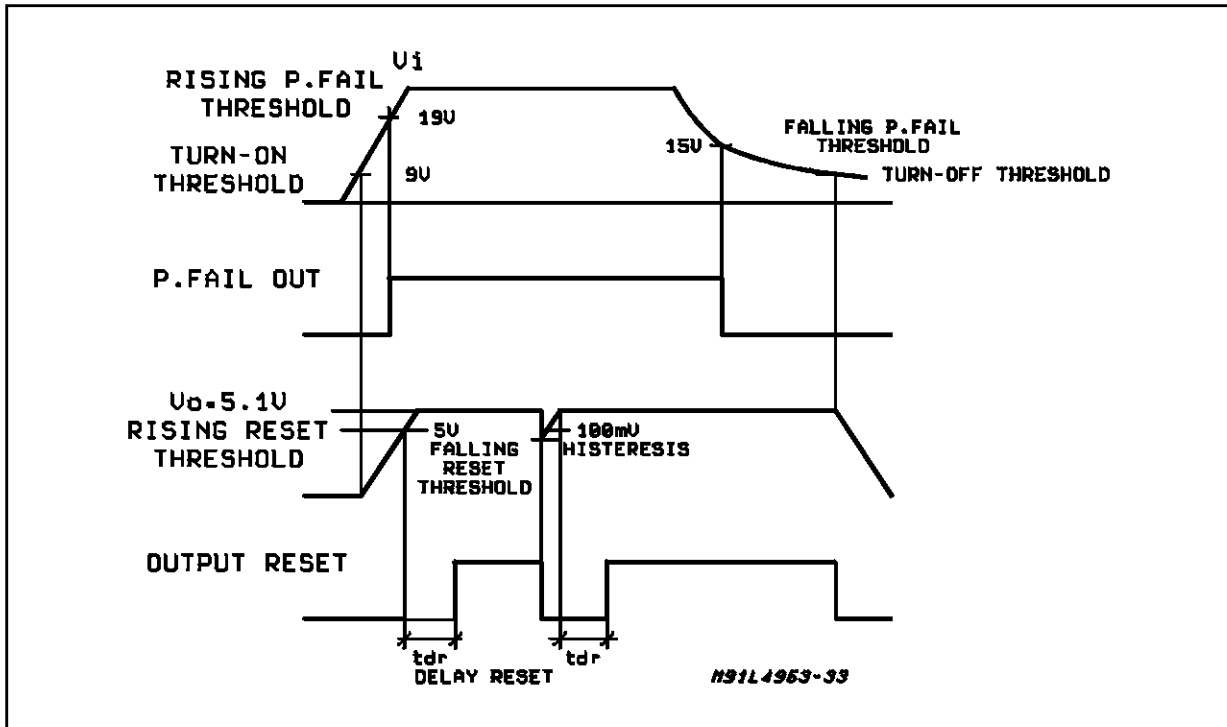 Vi
RISING P.FAIL
THRESHOLD
19V
TURN-ON
THRESHOLD
9V
15V
FALLING P.FAIL
THRESHOLD
TURN-OFF THRESHOLD
P.FAIL OUT
Vo=5.1V
RISING RESET
THRESHOLD
5V
FALLING
RESET
THRESHOLD
100mV
HISTERESIS
OUTPUT RESET
tdr
tdr
DELAY RESET
M91L4963-33